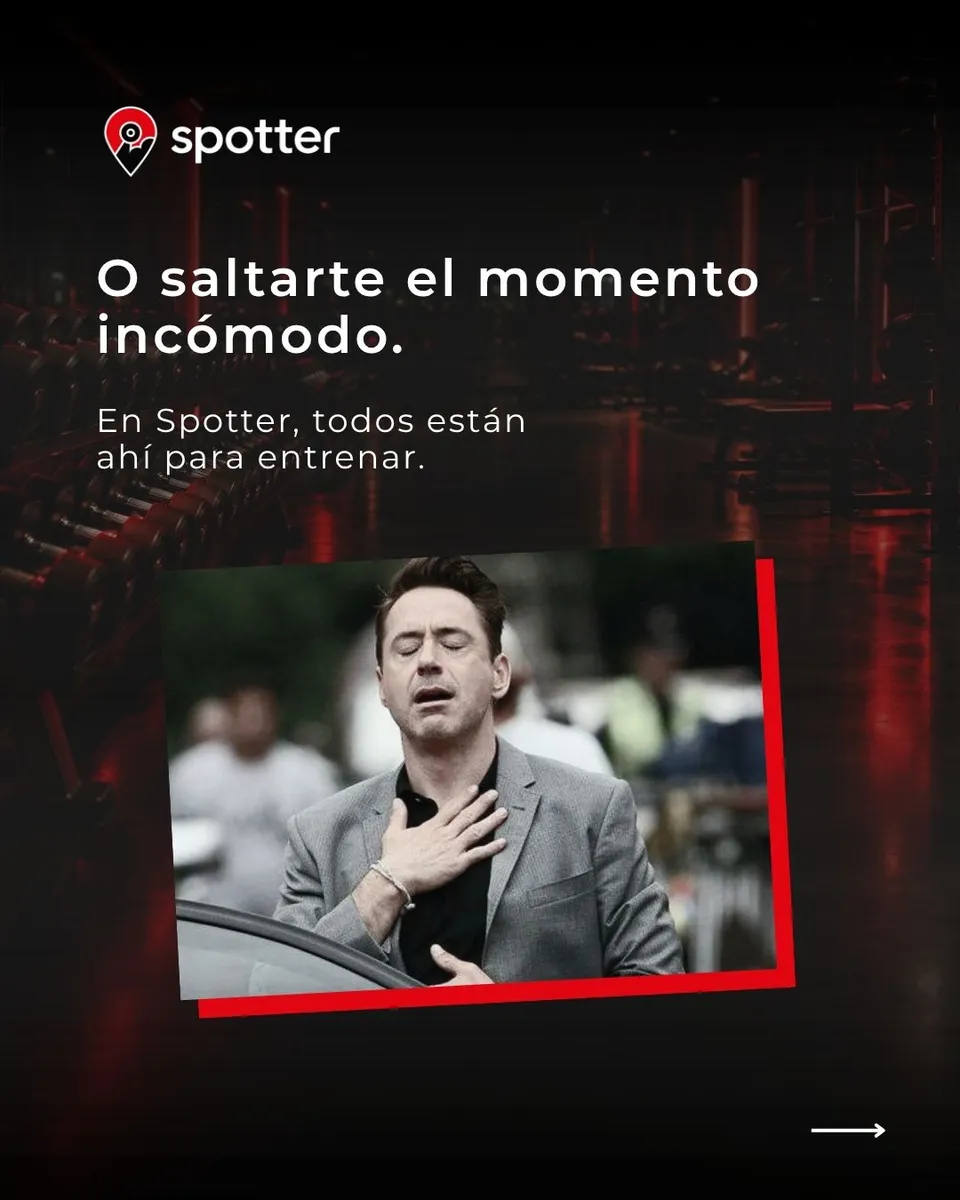 spotter
O saltarte el momento
incómodo.
En Spotter, todos están
ahí para entrenar.